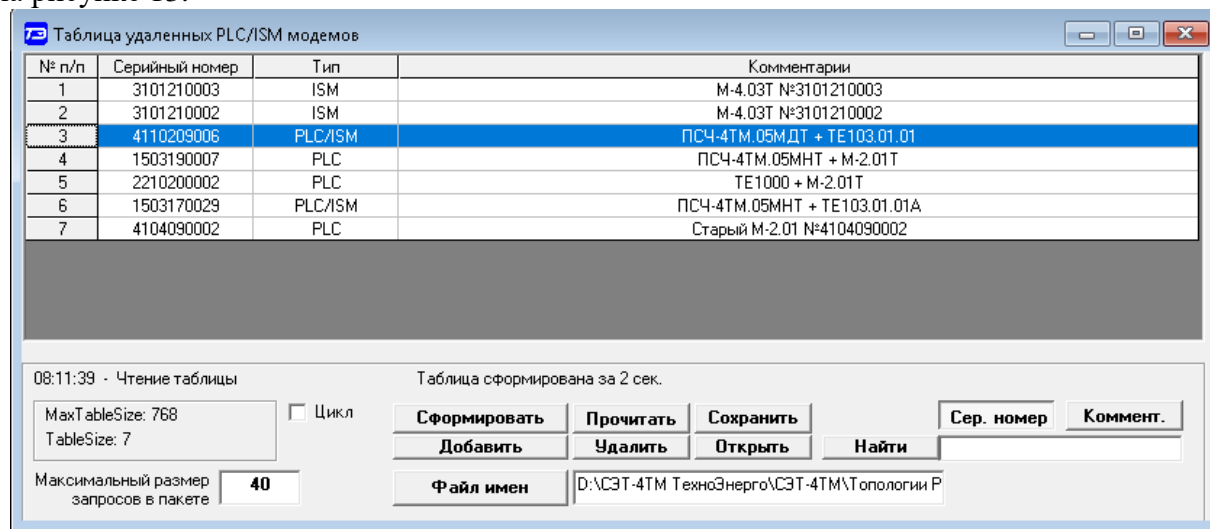 на рисунке 13.
Таблица удаленных PLC/ISM модемов
№ п/п Серийный номер Тип Комментарии
1 3101210003 ISM М-4.03Т №3101210003
2 3101210002 ISM М-4.03Т №3101210002
3 4110209006 PLC/ISM ПСЧ-4ТМ.05МДТ + ТЕ103.01.01
4 1503190007 PLC ПСЧ-4ТМ.05МНТ + М-2.01Т
5 2210200002 PLC ТЕ1000 + М-2.01Т
6 1503170029 PLC/ISM ПСЧ-4ТМ.05МНТ + ТЕ103.01.01А
7 4104090002 PLC Старый М-2.01 №4104090002
08:11:39 - Чтение таблицы Таблица сформирована за 2 сек.
MaxTableSize: 768 Цикл Сформировать Прочитать Сохранить Сер. номер Коммент.
TableSize: 7 Добавить Удалить Открыть Найти
Максимальный размер запросов в пакете 40 Файл имен D:\СЭТ-4ТМ ТехноЭнерго\СЭТ-4ТМ\Топологии P